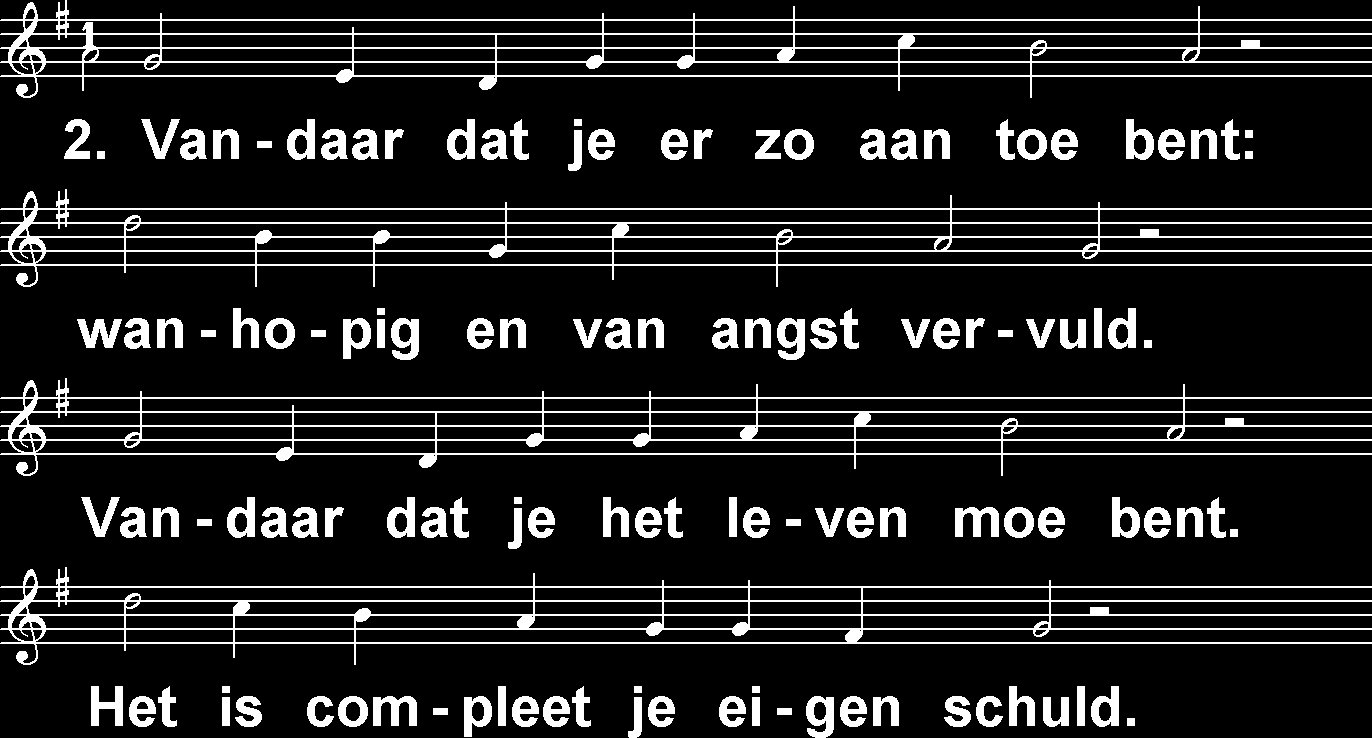 2. Van - daar dat je er zo aan toe bent:
wan - ho - pig en van angst ver - vuld.
Van - daar dat je het le - ven moe bent.
Het is com - pleet je ei - gen schuld.